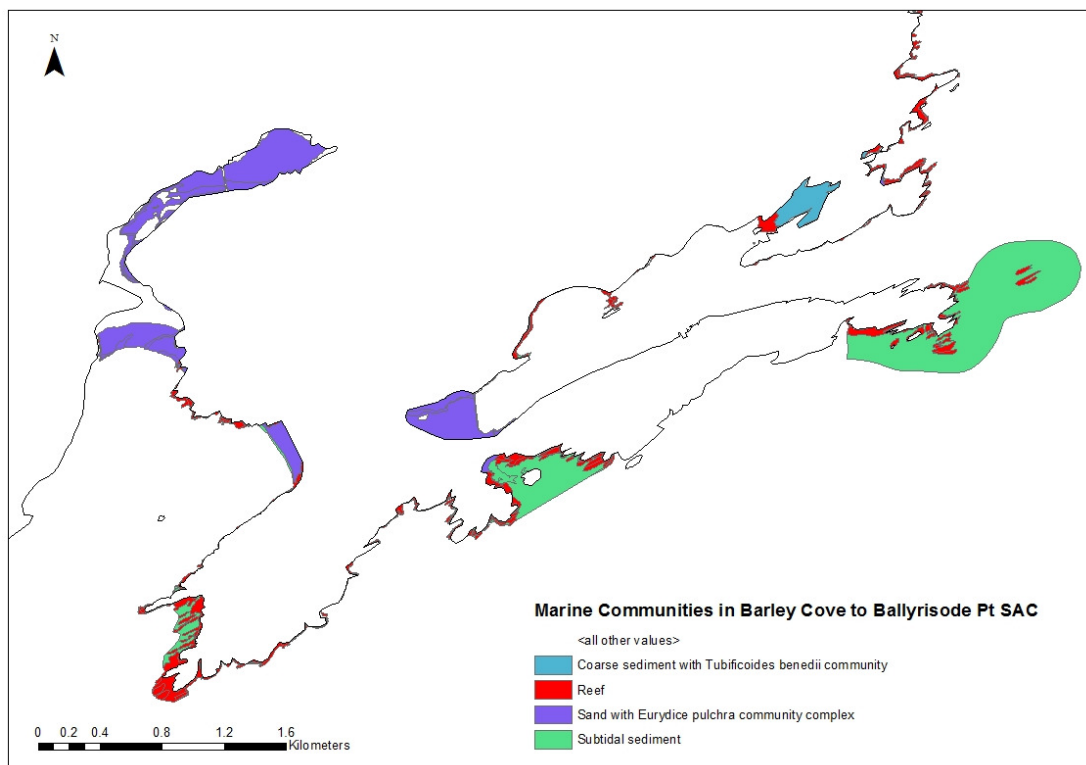 N
Marine Communities in Barley Cove to Ballyrisode Pt SAC
<all other values>
Coarse sediment with Tubificoides benedii community
Reef
Sand with Eurydice pulchra community complex
Subtidal sediment
0 0.2 0.4 0.8 1.2 1.6
Kilometers